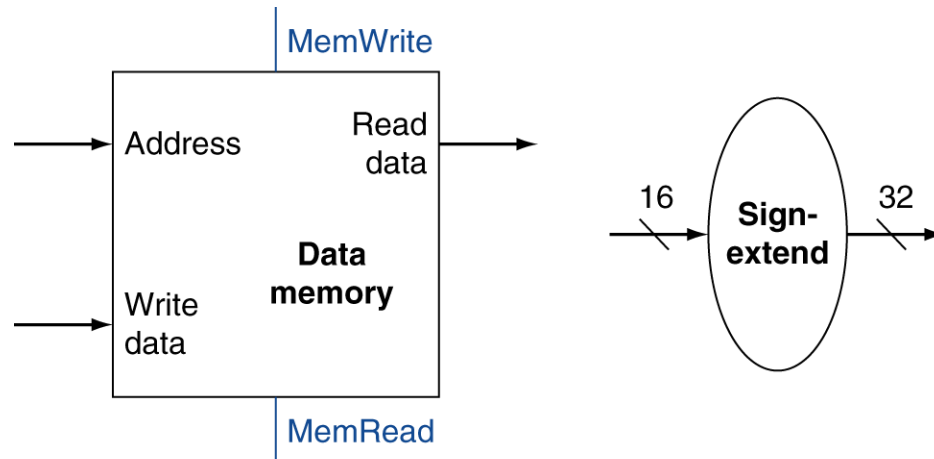 MemWrite
Address
Read
data
Data
memory
Write
data
MemRead
16
Sign-
extend
32